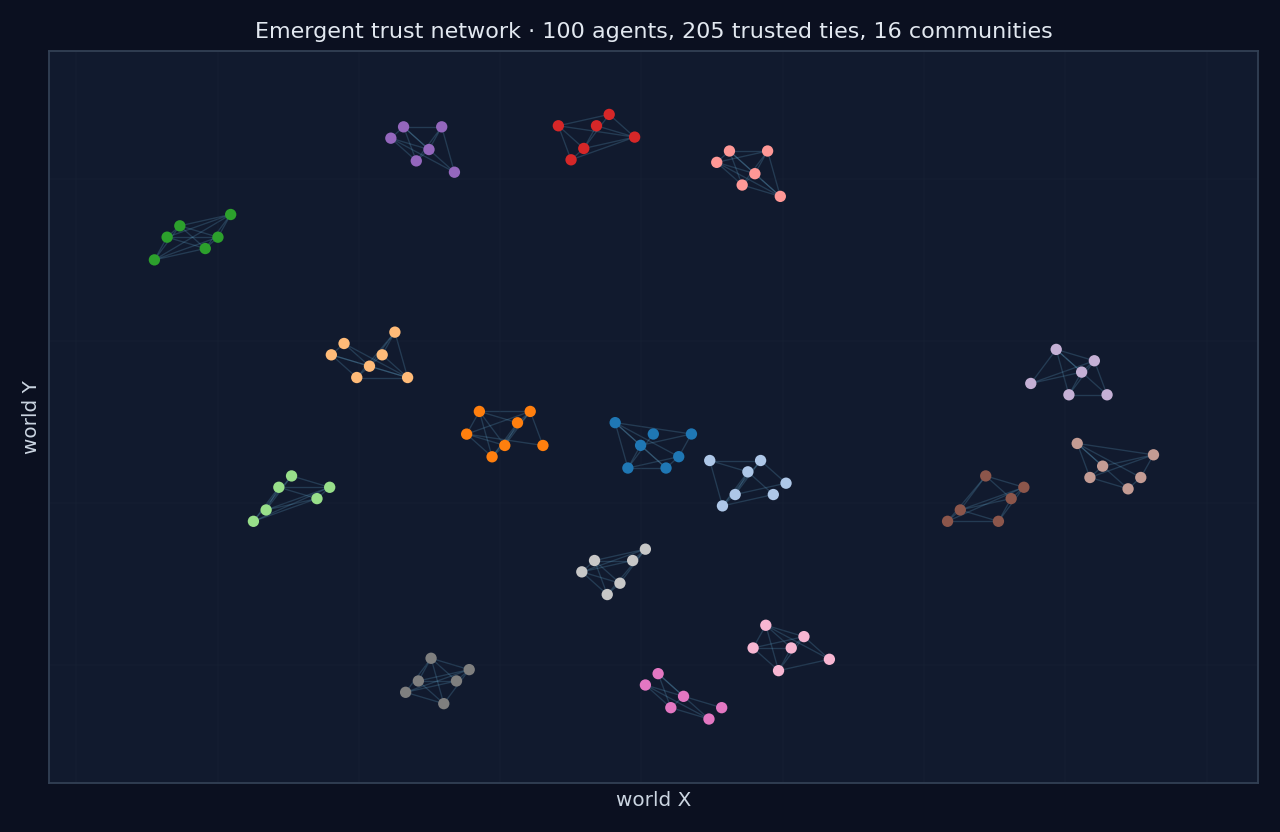 Emergent trust network · 100 agents, 205 trusted ties, 16 communities
world Y
world X